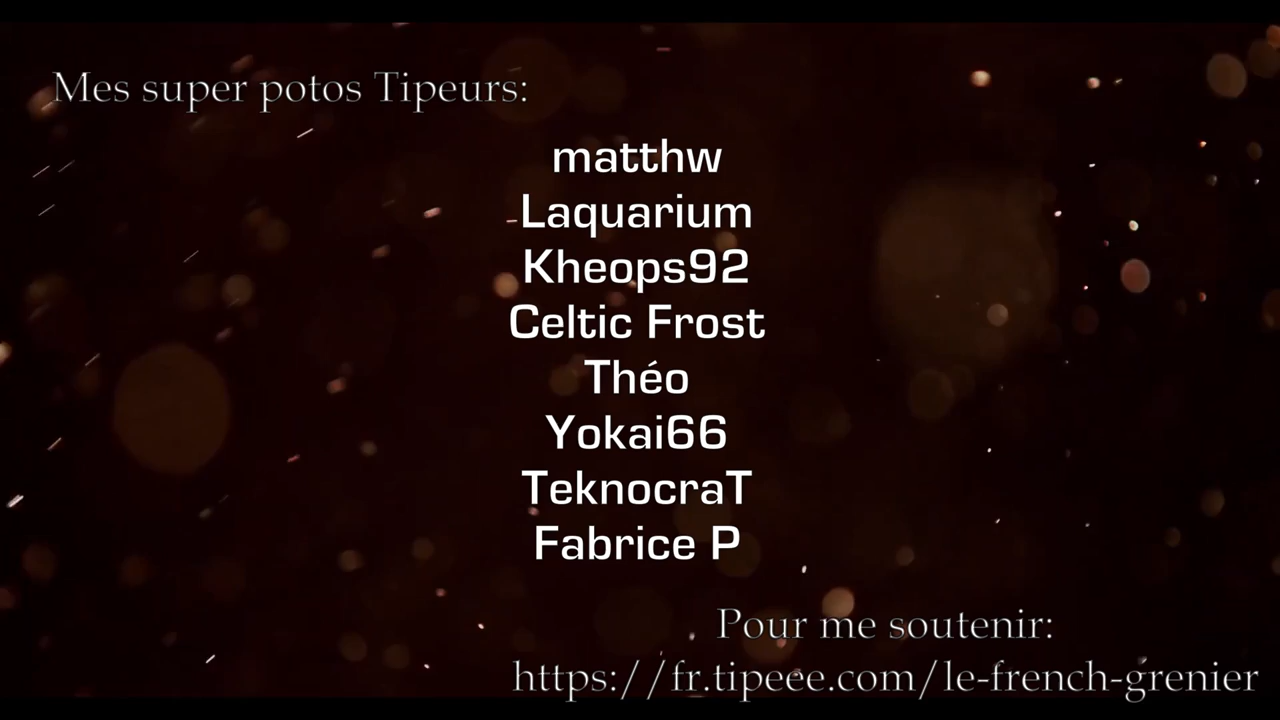 Mes super potos Tipeurs:
matthw
Laquarium
Kheops92
Celtic Frost
Théo
Yokai66
TeknocraT
Fabrice P
Pour me soutenir:
https://fr.tipeee.com/le-french-grenier